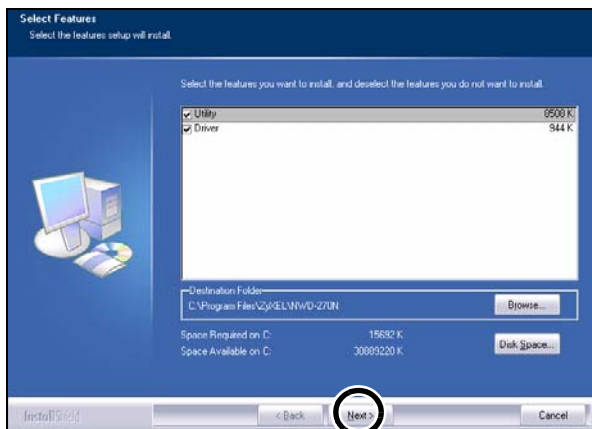 Select Features
Select the features setup will install.
Select the features you want to install, and deselect the features you do not want to install.
Utility 6508 K
Driver 944 K
Destination Folder
C:\Program Files\ZyXEL\NWD-270N
Browse...
Space Required on C: 15692 K
Space Available on C: 30889220 K
Disk Space...
InstallShield
< Back
Next >
Cancel